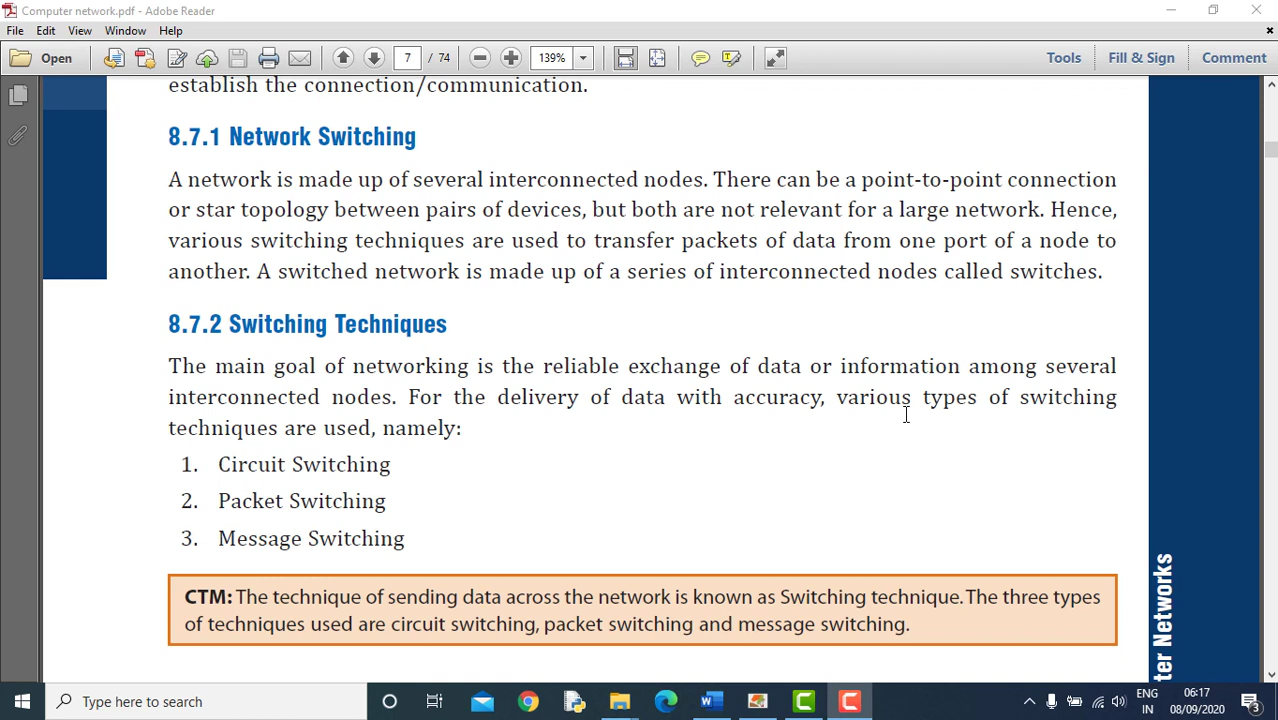 Computer network.pdf - Adobe Reader
File Edit View Window Help
Open 7 / 74 139% Tools Fill & Sign Comment
establish the connection/communication.
8.7.1 Network Switching
A network is made up of several interconnected nodes. There can be a point-to-point connection
or star topology between pairs of devices, but both are not relevant for a large network. Hence,
various switching techniques are used to transfer packets of data from one port of a node to
another. A switched network is made up of a series of interconnected nodes called switches.
8.7.2 Switching Techniques
The main goal of networking is the reliable exchange of data or information among several
interconnected nodes. For the delivery of data with accuracy, various types of switching
techniques are used, namely:
1. Circuit Switching
2. Packet Switching
3. Message Switching
CTM: The technique of sending data across the network is known as Switching technique. The three types
of techniques used are circuit switching, packet switching and message switching.
ter Networks
Type here to search
ENG
IN
06:17
08/09/2020
3